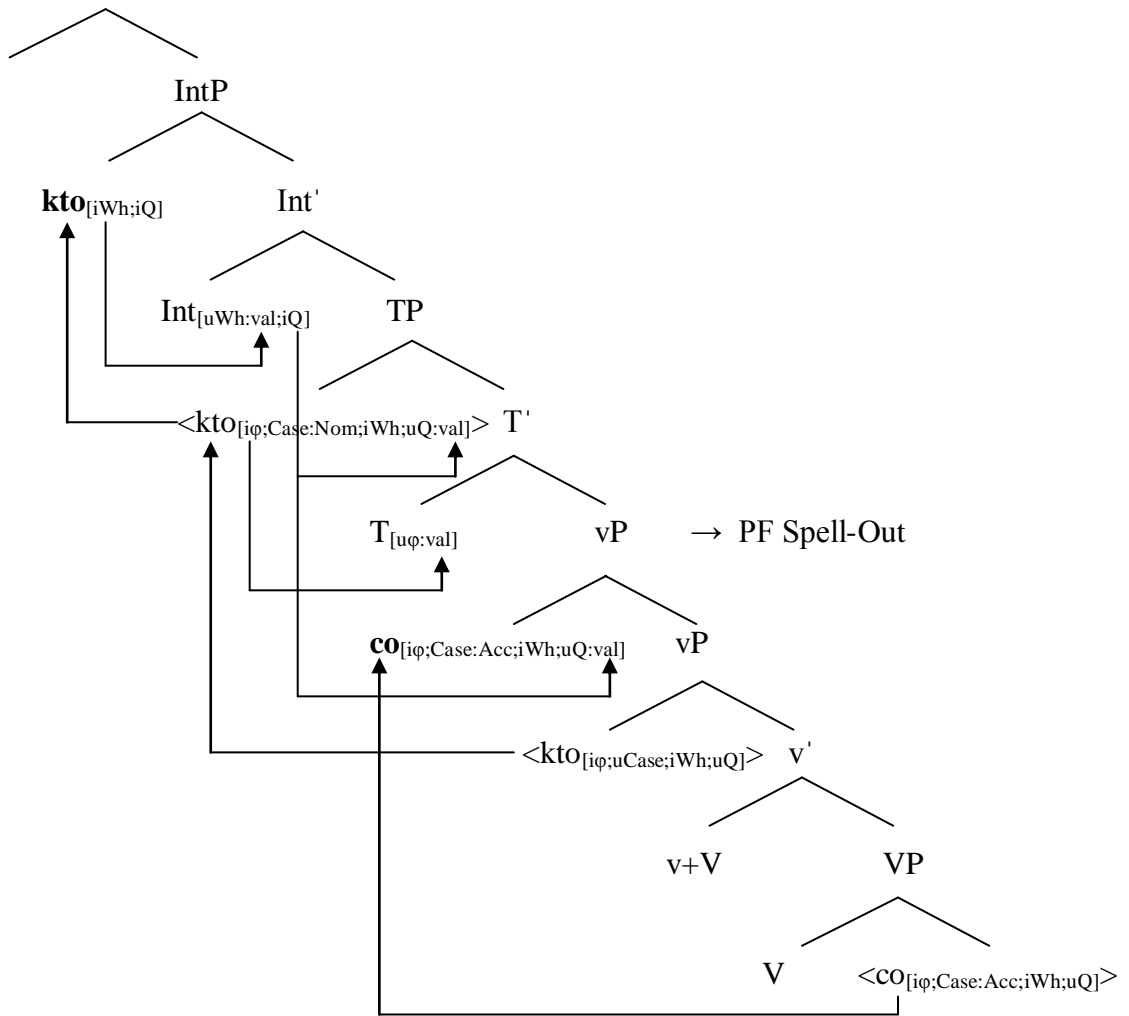 IntP
kto[iWh;iQ] Int'
Int[uWh:val;iQ] TP
<kto[iφ;Case:Nom;iWh;uQ:val]> T'
T[uφ:val] vP → PF Spell-Out
co[iφ;Case:Acc;iWh;uQ:val] vP
<kto[iφ;uCase;iWh;uQ]> v'
v+V VP
V <co[iφ;Case:Acc;iWh;uQ]>